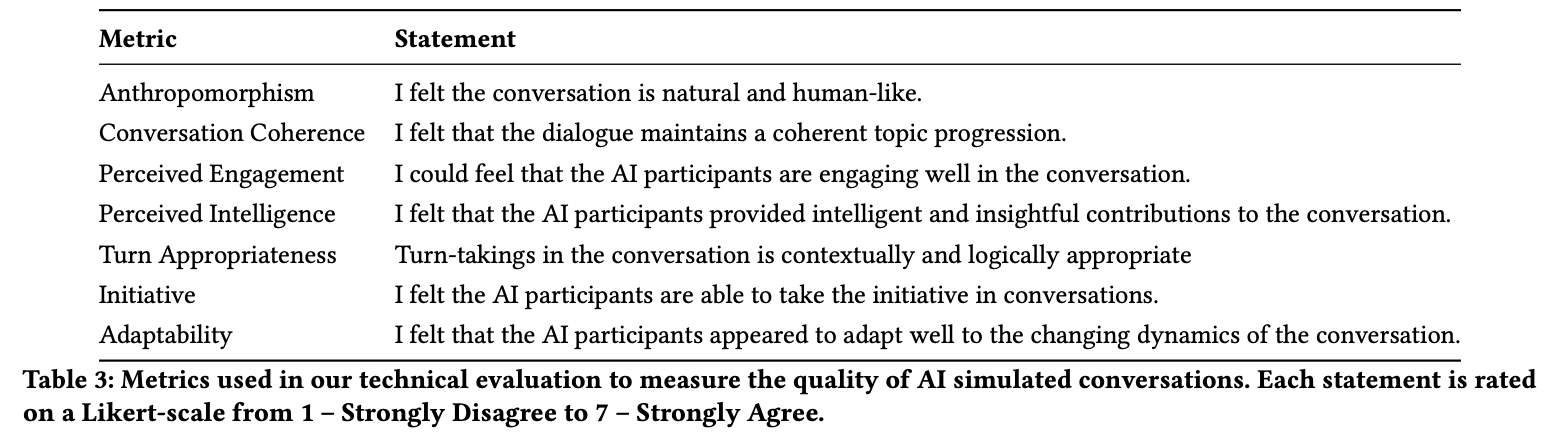 Metric Statement
Anthropomorphism I felt the conversation is natural and human-like.
Conversation Coherence I felt that the dialogue maintains a coherent topic progression.
Perceived Engagement I could feel that the AI participants are engaging well in the conversation.
Perceived Intelligence I felt that the AI participants provided intelligent and insightful contributions to the conversation.
Turn Appropriateness Turn-takings in the conversation is contextually and logically appropriate
Initiative I felt the AI participants are able to take the initiative in conversations.
Adaptability I felt that the AI participants appeared to adapt well to the changing dynamics of the conversation.
Table 3: Metrics used in our technical evaluation to measure the quality of AI simulated conversations. Each statement is rated
on a Likert-scale from 1 – Strongly Disagree to 7 – Strongly Agree.